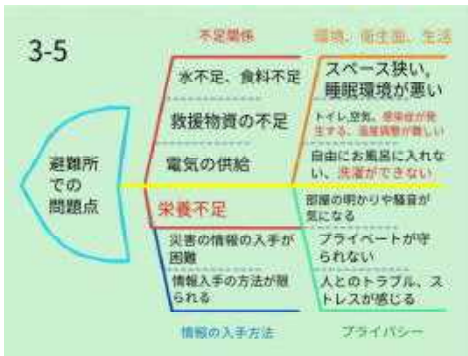 3-5
不足関係
環境、衛生面、生活
水不足、食料不足
スペース狭い,
睡眠環境が悪い
救援物資の不足
トイレ,空気、感染症が発
生する、温度調整が難しい
電気の供給
自由にお風呂に入れな
い、洗濯ができない
避難所
での
問題点
栄養不足
部屋の明かりや騒音が
気になる
災害の情報の入手が
困難
プライベートが守
られない
情報入手の方法が限
られる
人とのトラブル、ス
トレスが感じる
情報の入手方法
プライバシー